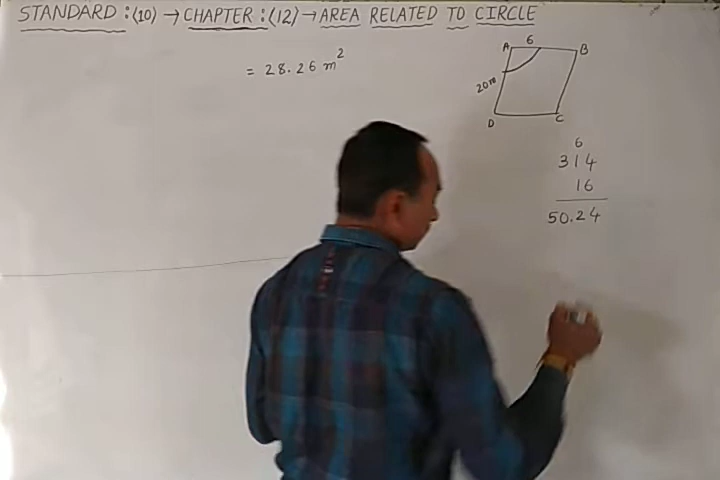 STANDARD:(10) → CHAPTER:(12) → AREA RELATED TO CIRCLE
= 28.26 m²
A 6 B
20m
D C
6
314
16
50.24